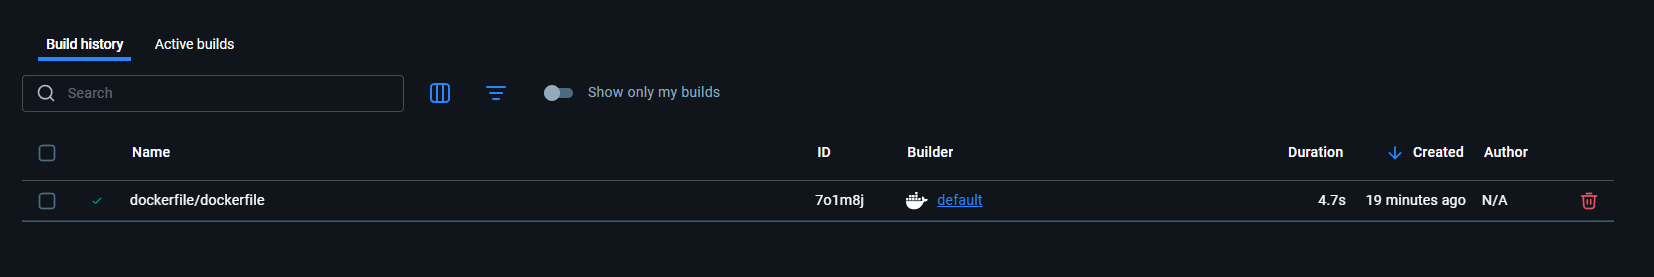 Build history Active builds
Search Show only my builds
Name ID Builder Duration Created Author
dockerfile/dockerfile 7o1m8j default 4.7s 19 minutes ago N/A